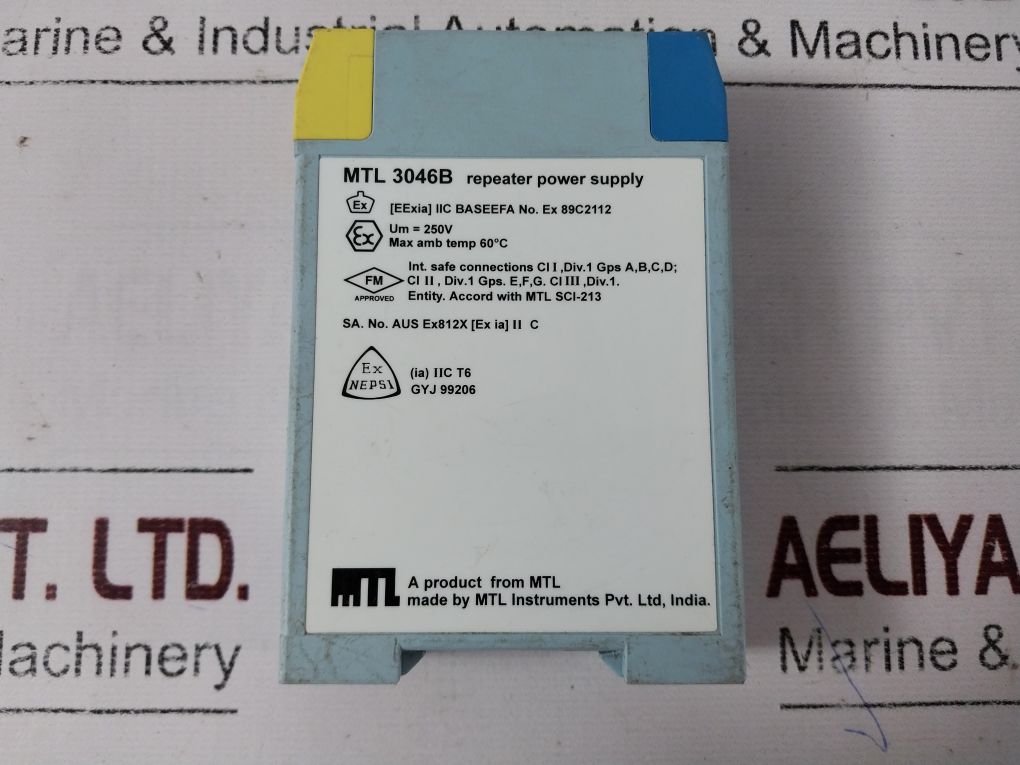 arine & Indus l Automation & Machinery
MTL 3046B repeater power supply
Ex
[EExia] IIC BASEEFA No. Ex 89C2112
Ex
Um = 250V
Max amb temp 60°C
FM
APPROVED
Int. safe connections Cl I ,Div.1 Gps A,B,C,D;
Cl II , Div.1 Gps. E,F,G. Cl III ,Div.1.
Entity. Accord with MTL SCI-213
SA. No. AUS Ex812X [Ex ia] II C
Ex
NEPSI
(ia) IIC T6
GYJ 99206
MTL
A product from MTL
made by MTL Instruments Pvt. Ltd, India.
T. LTD.
achinery
AELIYA
Marine &